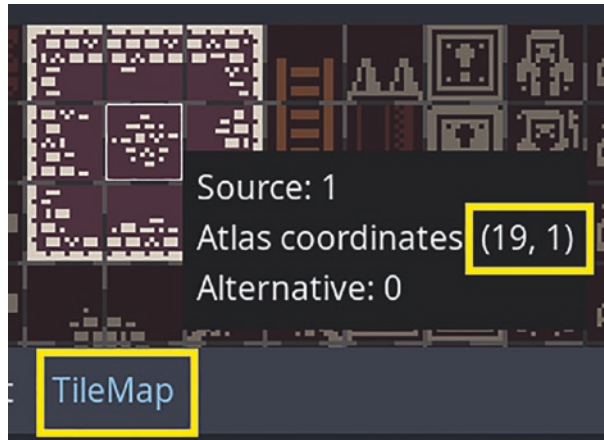 Source: 1
Atlas coordinates (19, 1)
Alternative: 0
TileMap